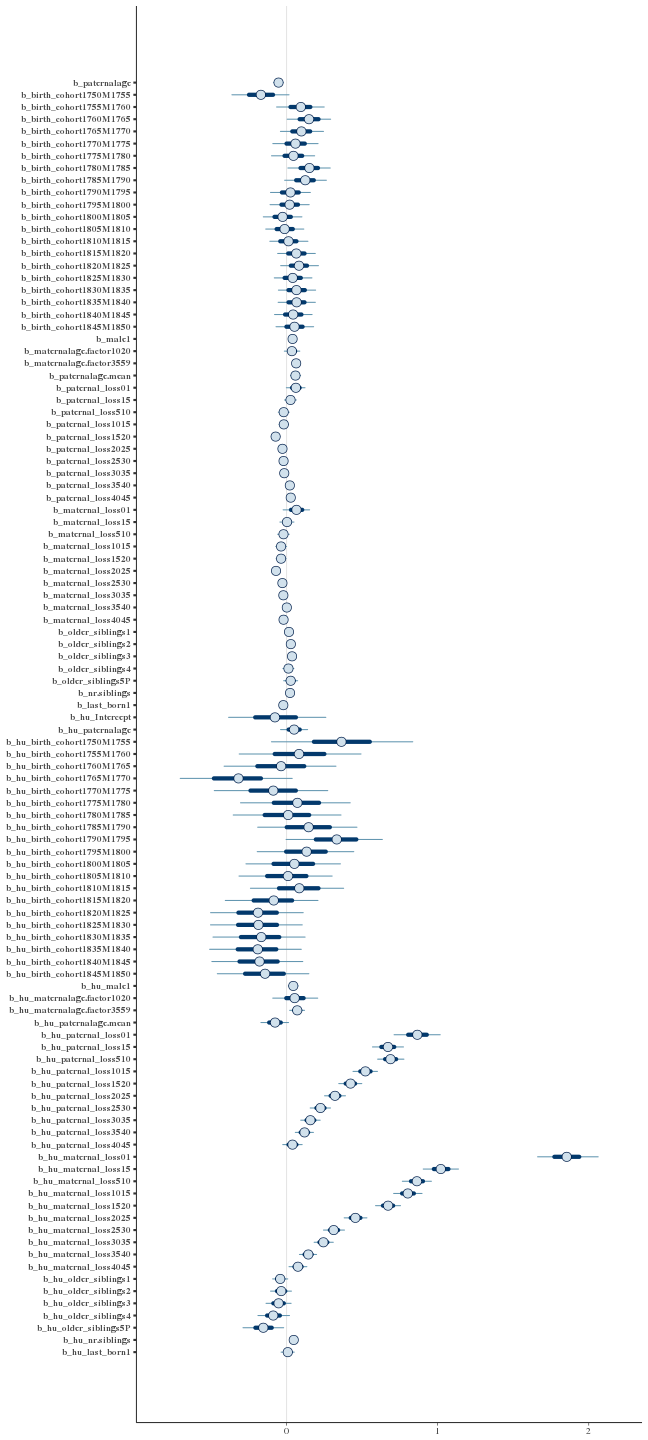 b_paternalage
b_birth_cohort1750M1755
b_birth_cohort1755M1760
b_birth_cohort1760M1765
b_birth_cohort1765M1770
b_birth_cohort1770M1775
b_birth_cohort1775M1780
b_birth_cohort1780M1785
b_birth_cohort1785M1790
b_birth_cohort1790M1795
b_birth_cohort1795M1800
b_birth_cohort1800M1805
b_birth_cohort1805M1810
b_birth_cohort1810M1815
b_birth_cohort1815M1820
b_birth_cohort1820M1825
b_birth_cohort1825M1830
b_birth_cohort1830M1835
b_birth_cohort1835M1840
b_birth_cohort1840M1845
b_birth_cohort1845M1850
b_male1
b_maternalage.factor1020
b_maternalage.factor3559
b_paternalage.mean
b_paternal_loss01
b_paternal_loss15
b_paternal_loss510
b_paternal_loss1015
b_paternal_loss1520
b_paternal_loss2025
b_paternal_loss2530
b_paternal_loss3035
b_paternal_loss3540
b_paternal_loss4045
b_maternal_loss01
b_maternal_loss15
b_maternal_loss510
b_maternal_loss1015
b_maternal_loss1520
b_maternal_loss2025
b_maternal_loss2530
b_maternal_loss3035
b_maternal_loss3540
b_maternal_loss4045
b_older_siblings1
b_older_siblings2
b_older_siblings3
b_older_siblings4
b_older_siblings5P
b_nr.siblings
b_last_born1
b_hu_Intercept
b_hu_paternalage
b_hu_birth_cohort1750M1755
b_hu_birth_cohort1755M1760
b_hu_birth_cohort1760M1765
b_hu_birth_cohort1765M1770
b_hu_birth_cohort1770M1775
b_hu_birth_cohort1775M1780
b_hu_birth_cohort1780M1785
b_hu_birth_cohort1785M1790
b_hu_birth_cohort1790M1795
b_hu_birth_cohort1795M1800
b_hu_birth_cohort1800M1805
b_hu_birth_cohort1805M1810
b_hu_birth_cohort1810M1815
b_hu_birth_cohort1815M1820
b_hu_birth_cohort1820M1825
b_hu_birth_cohort1825M1830
b_hu_birth_cohort1830M1835
b_hu_birth_cohort1835M1840
b_hu_birth_cohort1840M1845
b_hu_birth_cohort1845M1850
b_hu_male1
b_hu_maternalage.factor1020
b_hu_maternalage.factor3559
b_hu_paternalage.mean
b_hu_paternal_loss01
b_hu_paternal_loss15
b_hu_paternal_loss510
b_hu_paternal_loss1015
b_hu_paternal_loss1520
b_hu_paternal_loss2025
b_hu_paternal_loss2530
b_hu_paternal_loss3035
b_hu_paternal_loss3540
b_hu_paternal_loss4045
b_hu_maternal_loss01
b_hu_maternal_loss15
b_hu_maternal_loss510
b_hu_maternal_loss1015
b_hu_maternal_loss1520
b_hu_maternal_loss2025
b_hu_maternal_loss2530
b_hu_maternal_loss3035
b_hu_maternal_loss3540
b_hu_maternal_loss4045
b_hu_older_siblings1
b_hu_older_siblings2
b_hu_older_siblings3
b_hu_older_siblings4
b_hu_older_siblings5P
b_hu_nr.siblings
b_hu_last_born1
0 1 2